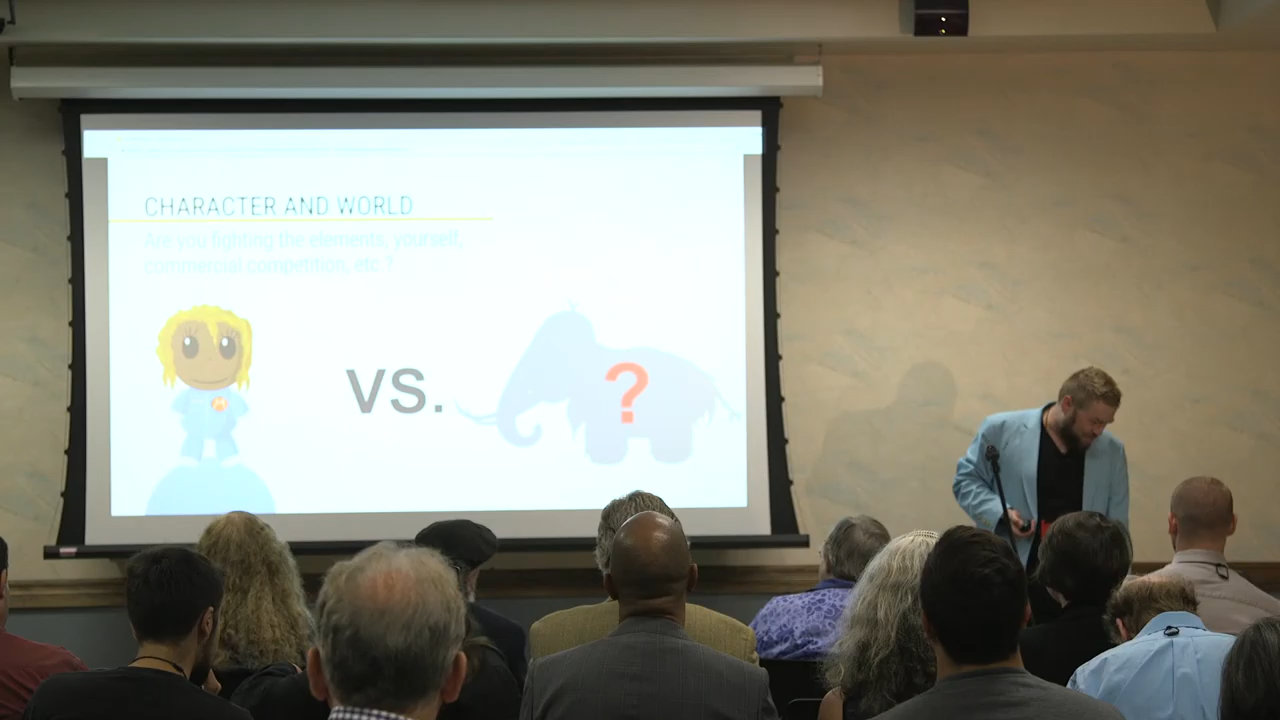 CHARACTER AND WORLD
Are you fighting the elements, yourself,
commercial competition, etc ?
VS.
?